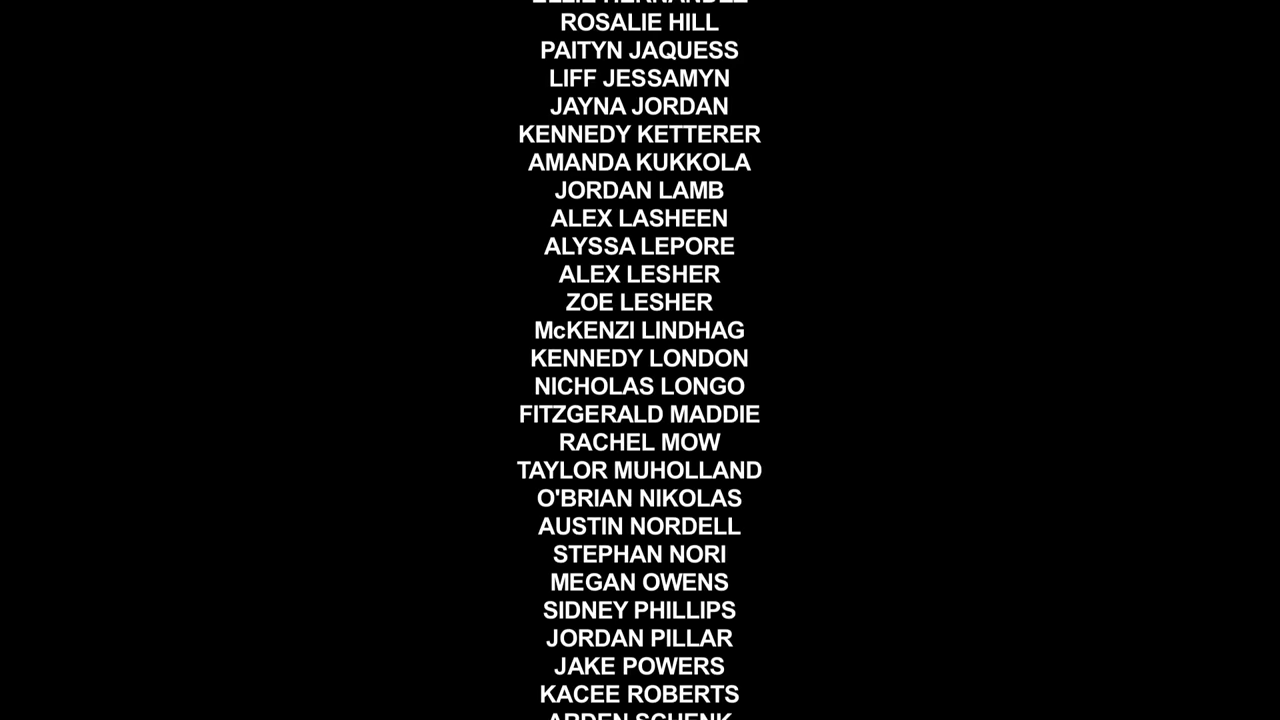 ROSALIE HILL
PAITYN JAQUESS
LIFF JESSAMYN
JAYNA JORDAN
KENNEDY KETTERER
AMANDA KUKKOLA
JORDAN LAMB
ALEX LASHEEN
ALYSSA LEPORE
ALEX LESHER
ZOE LESHER
McKENZI LINDHAG
KENNEDY LONDON
NICHOLAS LONGO
FITZGERALD MADDIE
RACHEL MOW
TAYLOR MUHOLLAND
O'BRIAN NIKOLAS
AUSTIN NORDELL
STEPHAN NORI
MEGAN OWENS
SIDNEY PHILLIPS
JORDAN PILLAR
JAKE POWERS
KACEE ROBERTS